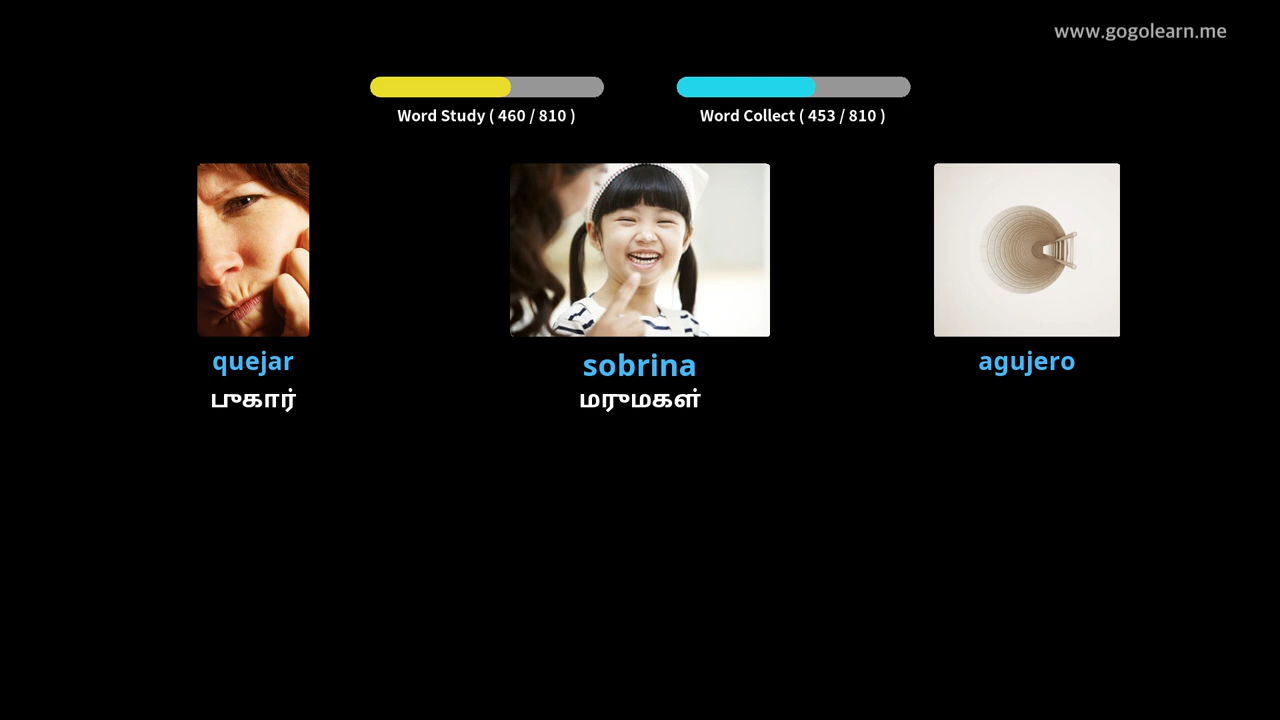 www.gogolearn.me
Word Study ( 460 / 810 )
Word Collect ( 453 / 810 )
quejar
sobrina
agujero
புகார்
மருமகள்